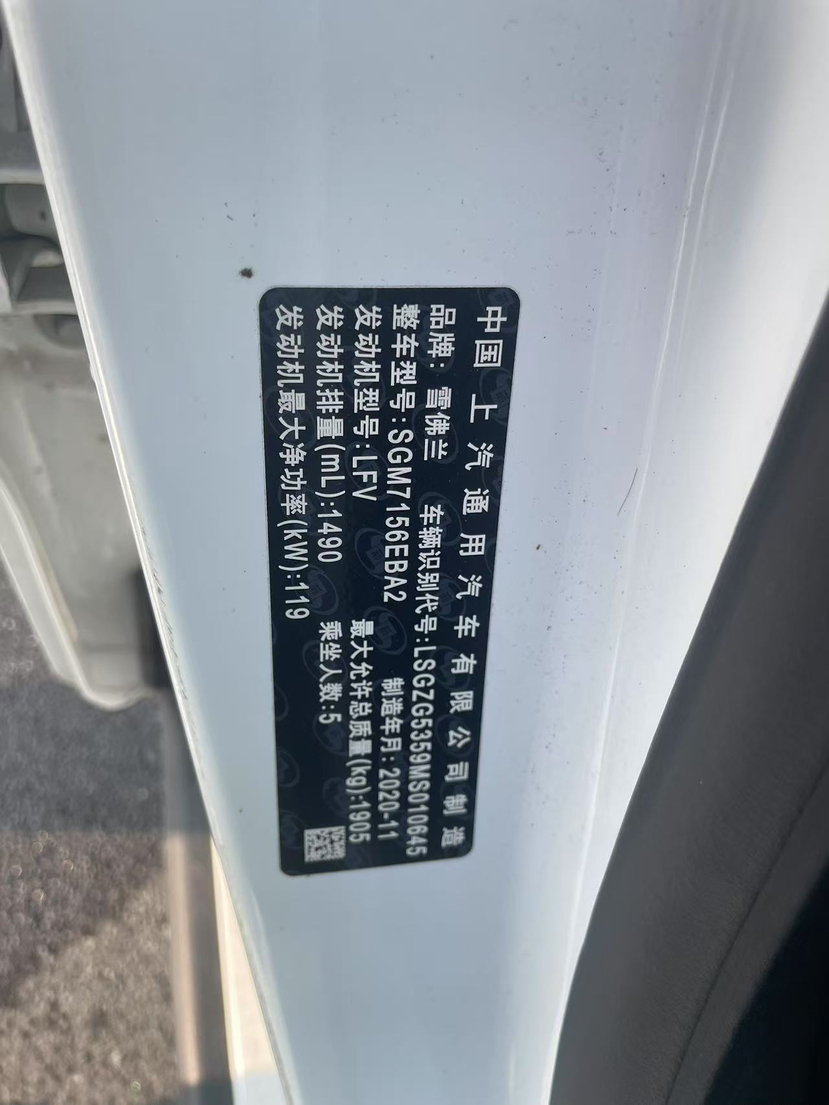 中国 上汽通用汽车有限公司制造
品牌: 雪佛兰 车辆识别代号:LSGZG5359MS010645
整车型号:SGM7156EBA2 制造年月:2020-11
发动机型号:LFV 最大允许总质量(kg):1905
发动机排量(mL):1490 乘坐人数:5
发动机最大净功率(kW):119